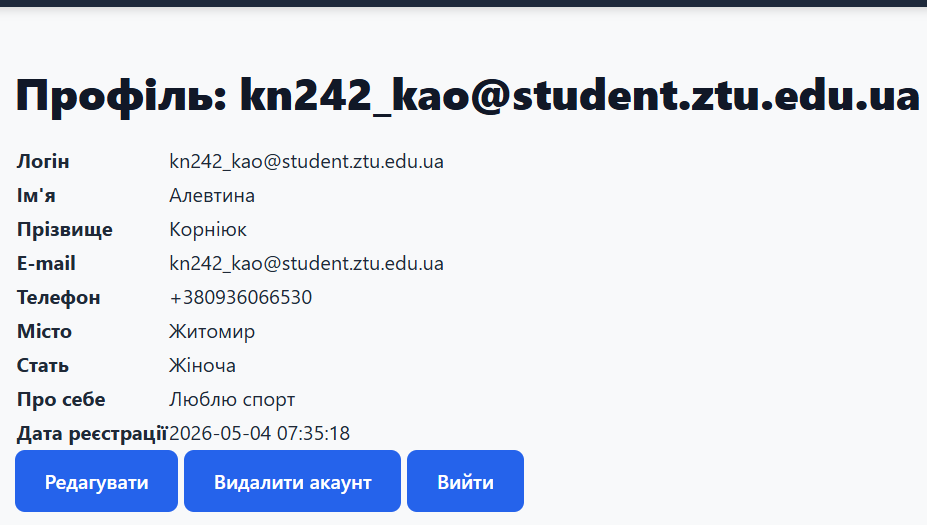 Профіль: kn242_kao@student.ztu.edu.ua
Логін kn242_kao@student.ztu.edu.ua
Ім'я Алевтина
Прізвище Корніюк
E-mail kn242_kao@student.ztu.edu.ua
Телефон +380936066530
Місто Житомир
Стать Жіноча
Про себе Люблю спорт
Дата реєстрації 2026-05-04 07:35:18
Редагувати Видалити акаунт Вийти